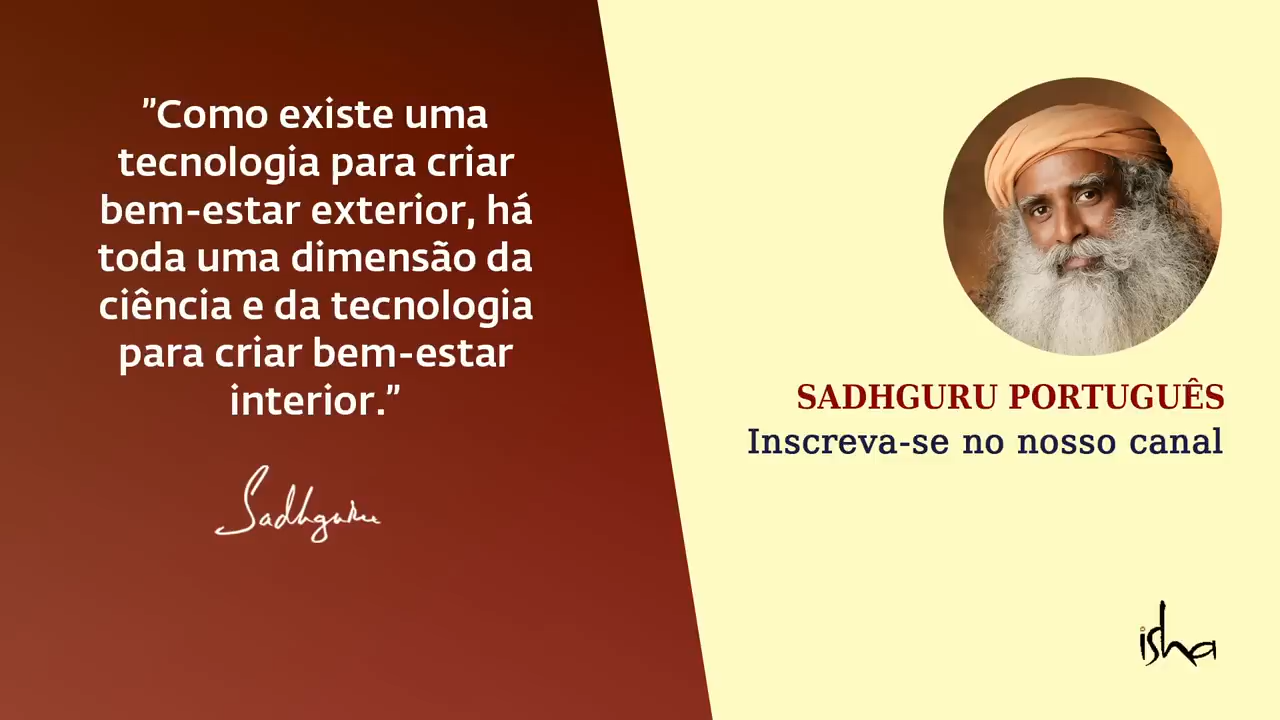 "Como existe uma
tecnologia para criar
bem-estar exterior, há
toda uma dimensão da
ciência e da tecnologia
para criar bem-estar
interior."
Sadhguru
SADHGURU PORTUGUÊS
Inscreva-se no nosso canal
isha